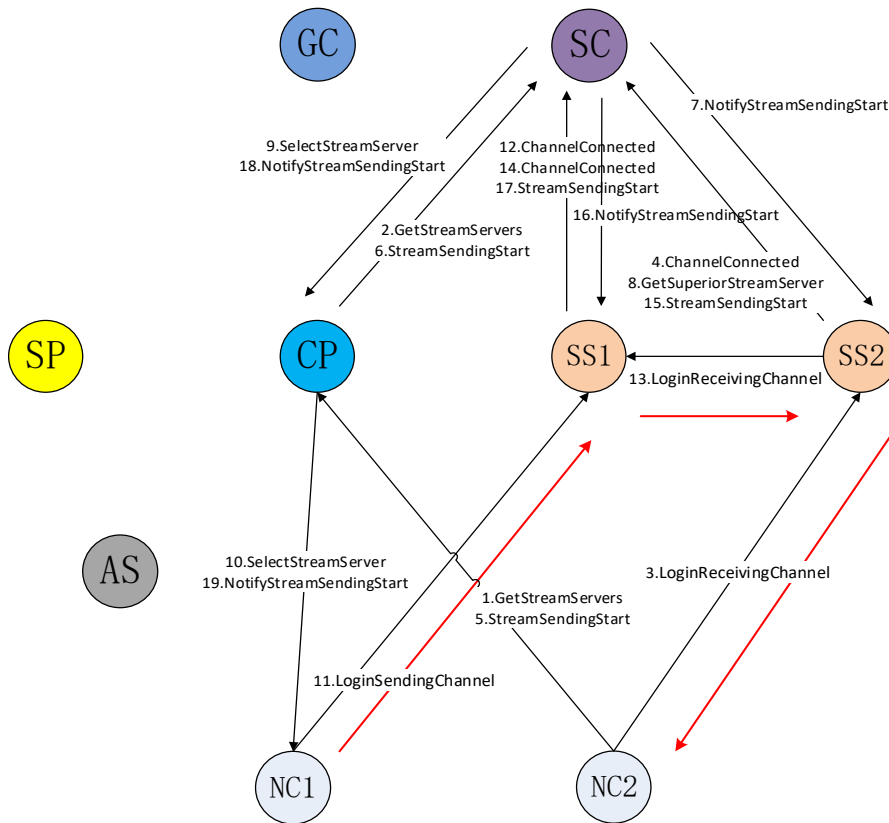 GC
SC
7.NotifyStreamSendingStart
9.SelectStreamServer
18.NotifyStreamSendingStart
12.ChannelConnected
14.ChannelConnected
17.StreamSendingStart
16.NotifyStreamSendingStart
2.GetStreamServers
6.StreamSendingStart
4.ChannelConnected
8.GetSuperiorStreamServer
15.StreamSendingStart
SP
CP
SS1
SS2
13.LoginReceivingChannel
AS
10.SelectStreamServer
19.NotifyStreamSendingStart
1.GetStreamServers
5.StreamSendingStart
3.LoginReceivingChannel
11.LoginSendingChannel
NC1
NC2